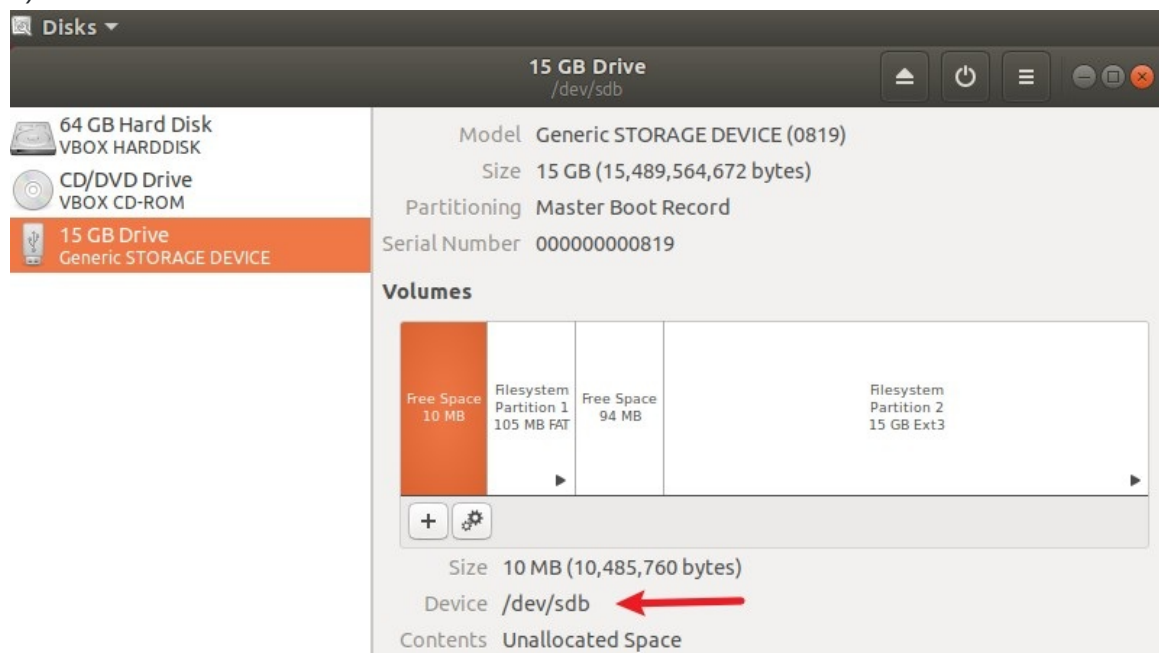 Disks
15 GB Drive
/dev/sdb
64 GB Hard Disk
VBOX HARDDISK
CD/DVD Drive
VBOX CD-ROM
15 GB Drive
Generic STORAGE DEVICE
Model Generic STORAGE DEVICE (0819)
Size 15 GB (15,489,564,672 bytes)
Partitioning Master Boot Record
Serial Number 000000000819
Volumes
Free Space
10 MB
Filesystem
Partition 1
105 MB FAT
Free Space
94 MB
Filesystem
Partition 2
15 GB Ext3
Size 10 MB (10,485,760 bytes)
Device /dev/sdb
Contents Unallocated Space